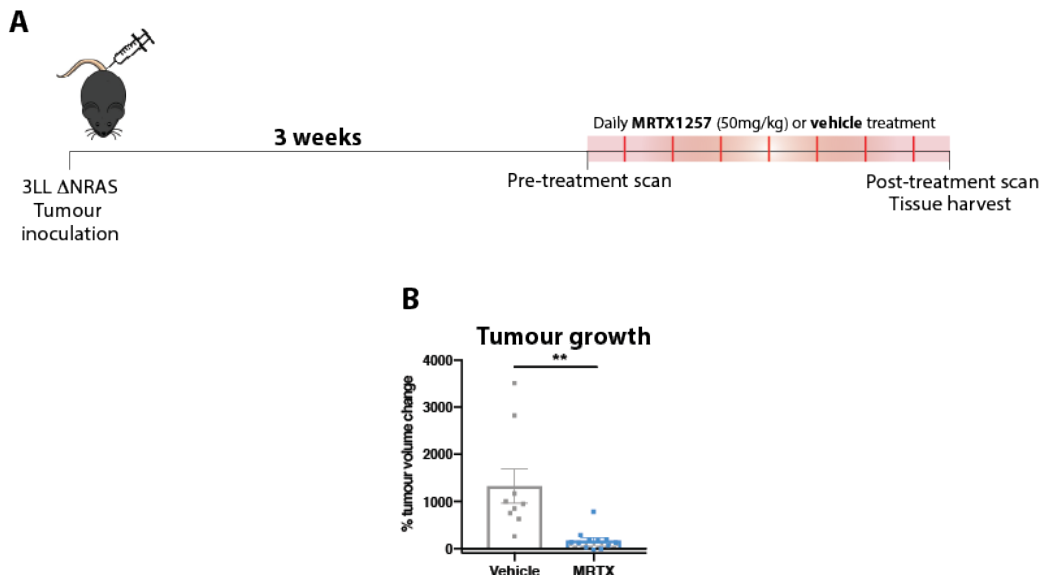 A
Daily MRTX1257 (50mg/kg) or vehicle treatment
3 weeks
Pre-treatment scan
Post-treatment scan
Tissue harvest
3LL ΔNRAS
Tumour
inoculation
B
Tumour growth
**
% tumour volume change
4000
3000
2000
1000
0
Vehicle
MRTX